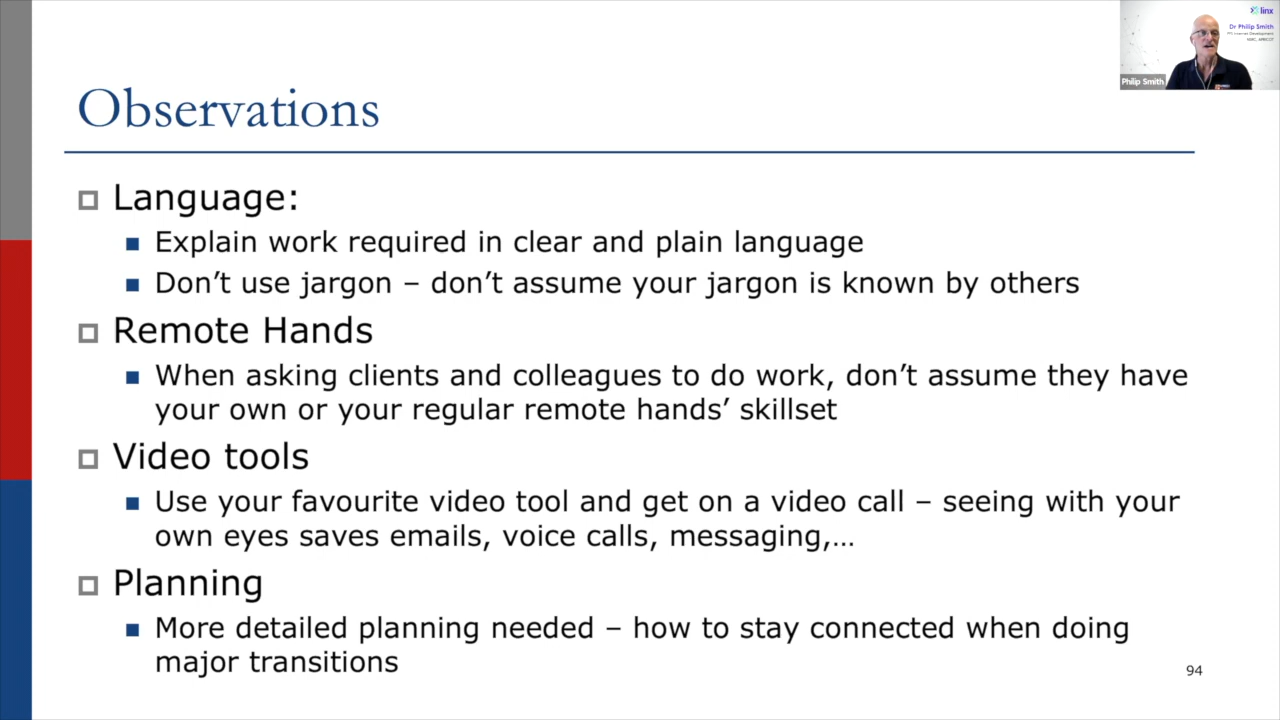 linx
Dr Philip Smith
Philip Smith
Observations
Language:
Explain work required in clear and plain language
Don’t use jargon – don’t assume your jargon is known by others
Remote Hands
When asking clients and colleagues to do work, don’t assume they have
your own or your regular remote hands’ skillset
Video tools
Use your favourite video tool and get on a video call – seeing with your
own eyes saves emails, voice calls, messaging,…
Planning
More detailed planning needed – how to stay connected when doing
major transitions
94